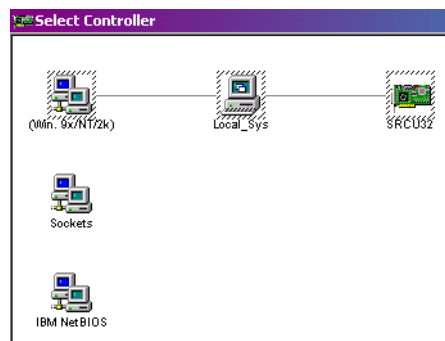 Select Controller
(Win. 9x/NT/2k)
Local_Sys
SRCU32
Sockets
IBM NetBIOS